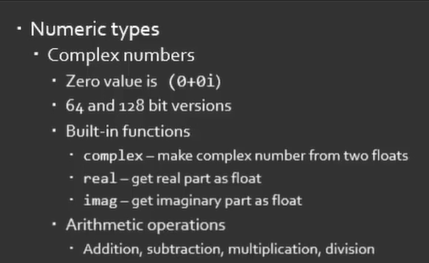 • Numeric types
• Complex numbers
• Zero value is (0+0i)
• 64 and 128 bit versions
• Built-in functions
• complex – make complex number from two floats
• real – get real part as float
• imag – get imaginary part as float
• Arithmetic operations
• Addition, subtraction, multiplication, division